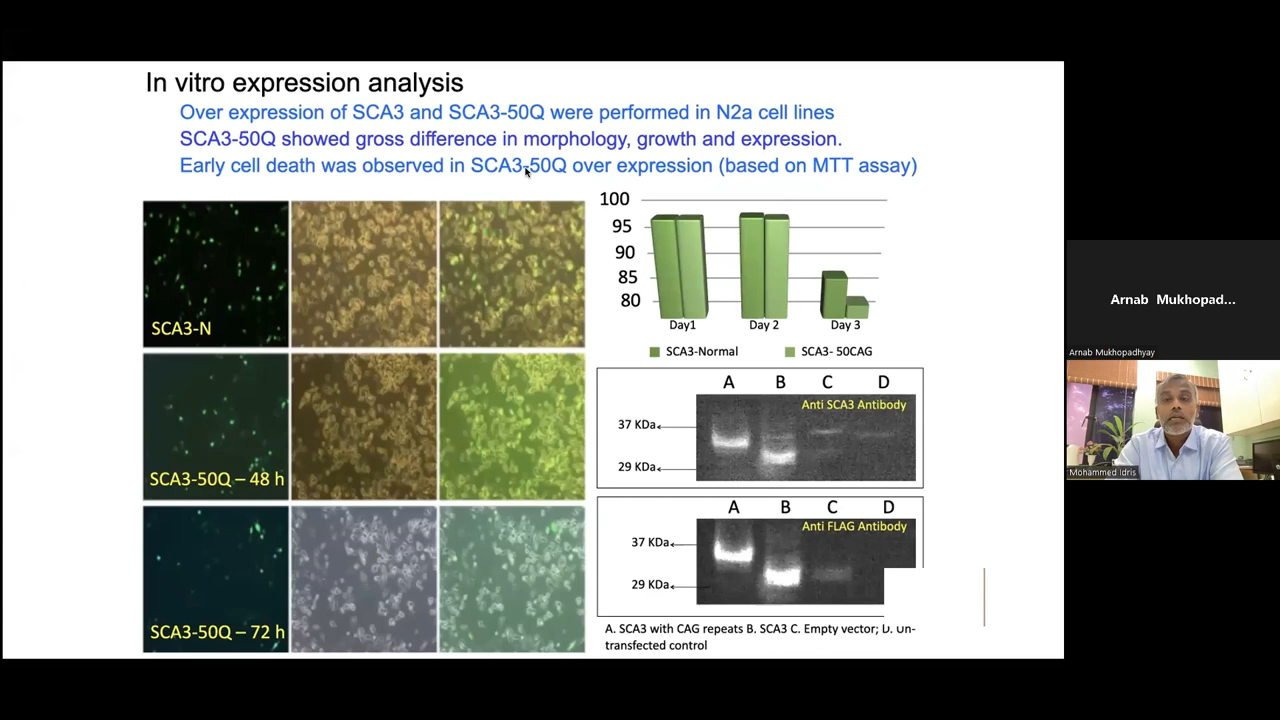 In vitro expression analysis
Over expression of SCA3 and SCA3-50Q were performed in N2a cell lines
SCA3-50Q showed gross difference in morphology, growth and expression.
Early cell death was observed in SCA3-50Q over expression (based on MTT assay)
SCA3-N
SCA3-50Q – 48 h
SCA3-50Q – 72 h
100
95
90
85
80
Day1 Day 2 Day 3
SCA3-Normal SCA3- 50CAG
A B C D
Anti SCA3 Antibody
37 KDa
29 KDa
A B C D
Anti FLAG Antibody
37 KDa
29 KDa
A. SCA3 with CAG repeats B. SCA3 C. Empty vector; D. Un-
transfected control
Arnab Mukhopad...
Arnab Mukhopadhyay
Mohammed Idris